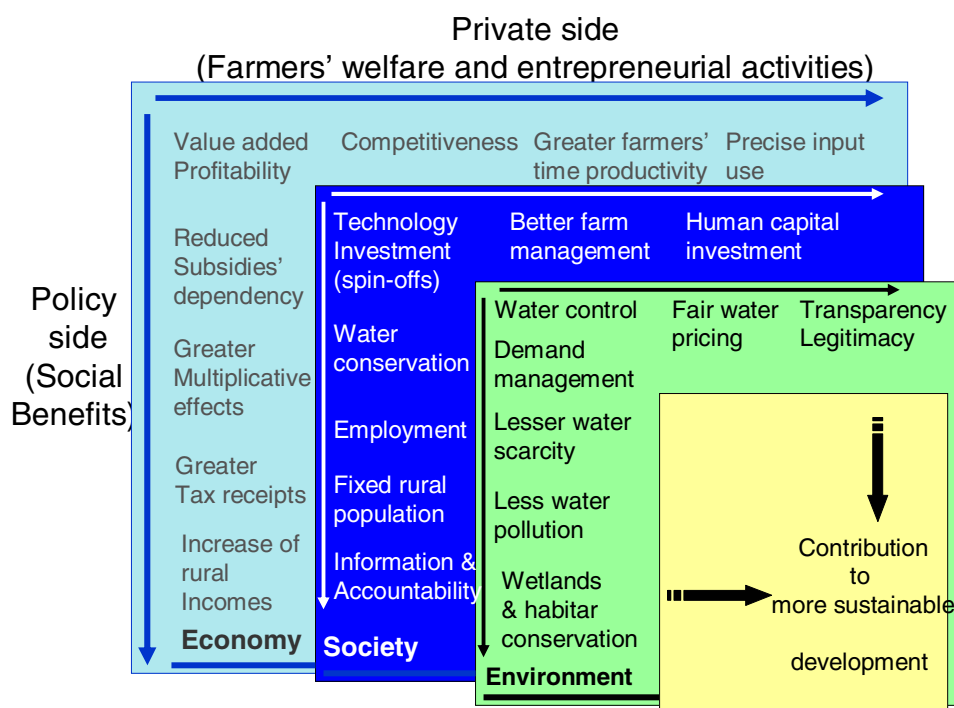 Private side
(Farmers’ welfare and entrepreneurial activities)
Policy
side
(Social
Benefits)
Value added
Profitability
Competitiveness
Greater farmers’
time productivity
Precise input
use
Reduced
Subsidies’
dependency
Greater
Multiplicative
effects
Greater
Tax receipts
Increase of
rural
Incomes
Economy
Technology
Investment
(spin-offs)
Better farm
management
Human capital
investment
Water
conservation
Employment
Fixed rural
population
Information &
Accountability
Society
Water control
Fair water
pricing
Transparency
Legitimacy
Demand
management
Lesser water
scarcity
Less water
pollution
Wetlands
& habitar
conservation
Environment
Contribution
to
more sustainable
development